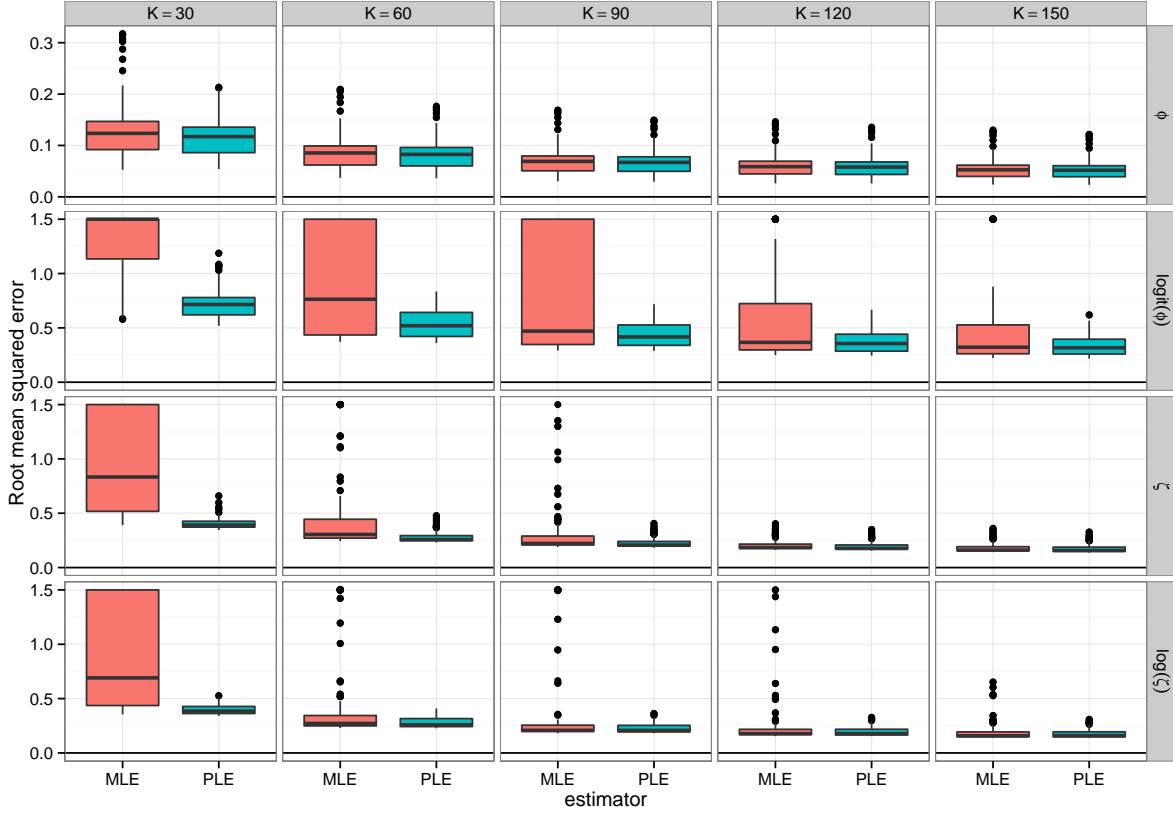 K = 30 K = 60 K = 90 K = 120 K = 150
0.3
0.2
0.1
0.0
ϕ
1.5
1.0
0.5
0.0
logit(ϕ)
1.5
1.0
0.5
0.0
ζ
1.5
1.0
0.5
0.0
log(ζ)
Root mean squared error
MLE PLE MLE PLE MLE PLE MLE PLE MLE PLE
estimator